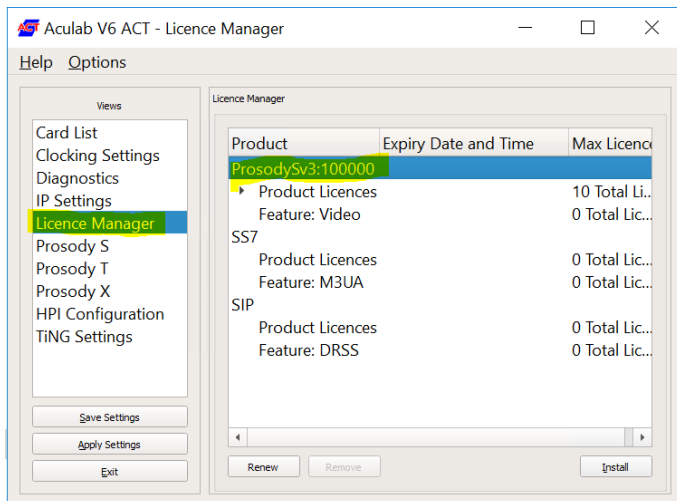 ACT Aculab V6 ACT - Licence Manager
Help Options
Views
Card List
Clocking Settings
Diagnostics
IP Settings
Licence Manager
Prosody S
Prosody T
Prosody X
HPI Configuration
TiNG Settings
Save Settings
Apply Settings
Exit
Licence Manager
Product Expiry Date and Time Max Licence
ProsodySv3:100000
Product Licences 10 Total Li...
Feature: Video 0 Total Lic...
SS7
Product Licences 0 Total Lic...
Feature: M3UA 0 Total Lic...
SIP
Product Licences 0 Total Lic...
Feature: DRSS 0 Total Lic...
Renew Remove Install